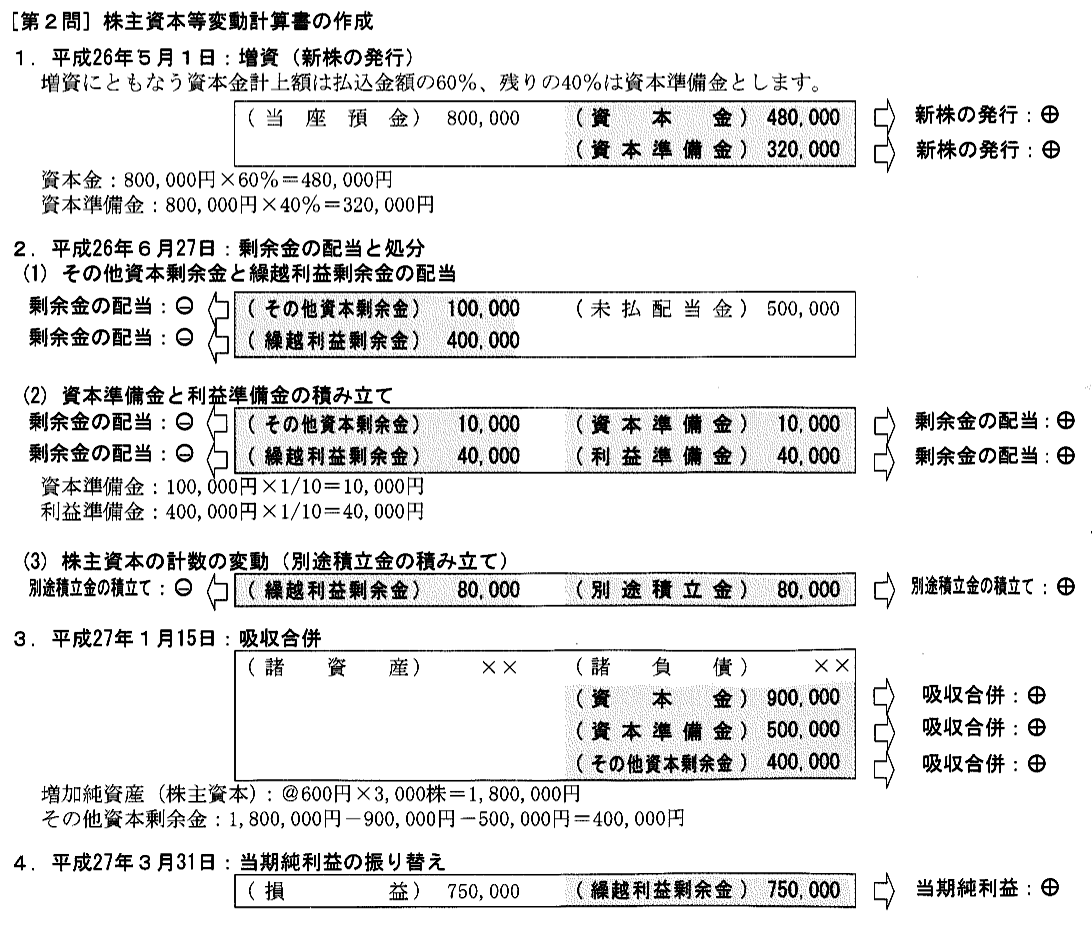 ［第２問］株主資本等変動計算書の作成
１．平成26年５月１日：増資（新株の発行）
増資にともなう資本金計上額は払込金額の60％、残りの40％は資本準備金とします。
（当座預金） 800,000 （資本金） 480,000 新株の発行：⊕
（資本準備金） 320,000 新株の発行：⊕
資本金：800,000円×60％＝480,000円
資本準備金：800,000円×40％＝320,000円
２．平成26年６月27日：剰余金の配当と処分
(1) その他資本剰余金と繰越利益剰余金の配当
剰余金の配当：⊖ （その他資本剰余金） 100,000 （未払配当金） 500,000
剰余金の配当：⊖ （繰越利益剰余金） 400,000
(2) 資本準備金と利益準備金の積み立て
剰余金の配当：⊖ （その他資本剰余金） 10,000 （資本準備金） 10,000 剰余金の配当：⊕
剰余金の配当：⊖ （繰越利益剰余金） 40,000 （利益準備金） 40,000 剰余金の配当：⊕
資本準備金：100,000円×1/10＝10,000円
利益準備金：400,000円×1/10＝40,000円
(3) 株主資本の計数の変動（別途積立金の積み立て）
別途積立金の積立て：⊖ （繰越利益剰余金） 80,000 （別途積立金） 80,000 別途積立金の積立て：⊕
３．平成27年１月15日：吸収合併
（諸資産） ×× （諸負債） ××
（資本金） 900,000 吸収合併：⊕
（資本準備金） 500,000 吸収合併：⊕
（その他資本剰余金） 400,000 吸収合併：⊕
増加純資産（株主資本）：@600円×3,000株＝1,800,000円
その他資本剰余金：1,800,000円－900,000円－500,000円＝400,000円
４．平成27年３月31日：当期純利益の振り替え
（損益） 750,000 （繰越利益剰余金） 750,000 当期純利益：⊕